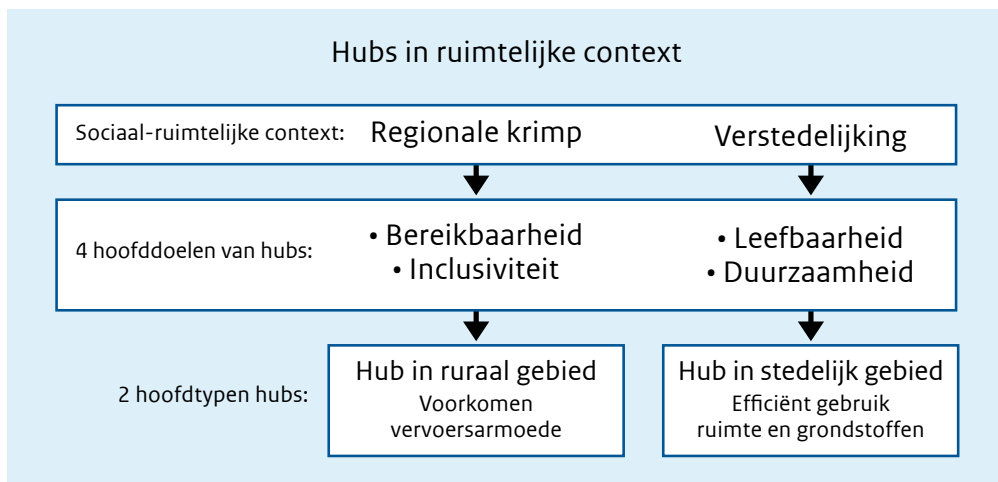 Hubs in ruimtelijke context
Sociaal-ruimtelijke context: Regionale krimp Verstedelijking
4 hoofddoelen van hubs:
• Bereikbaarheid
• Inclusiviteit
• Leefbaarheid
• Duurzaamheid
2 hoofdtypen hubs:
Hub in ruraal gebied
Voorkomen
vervoersarmoede
Hub in stedelijk gebied
Efficiënt gebruik
ruimte en grondstoffen